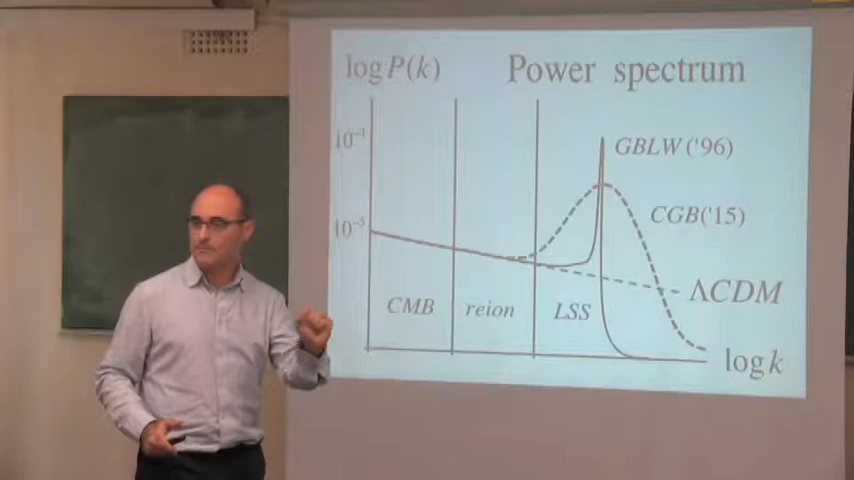 log P(k) Power spectrum
10⁻¹
GBLW ('96)
CGB('15)
10⁻⁵
ΛCDM
CMB reion LSS
log k